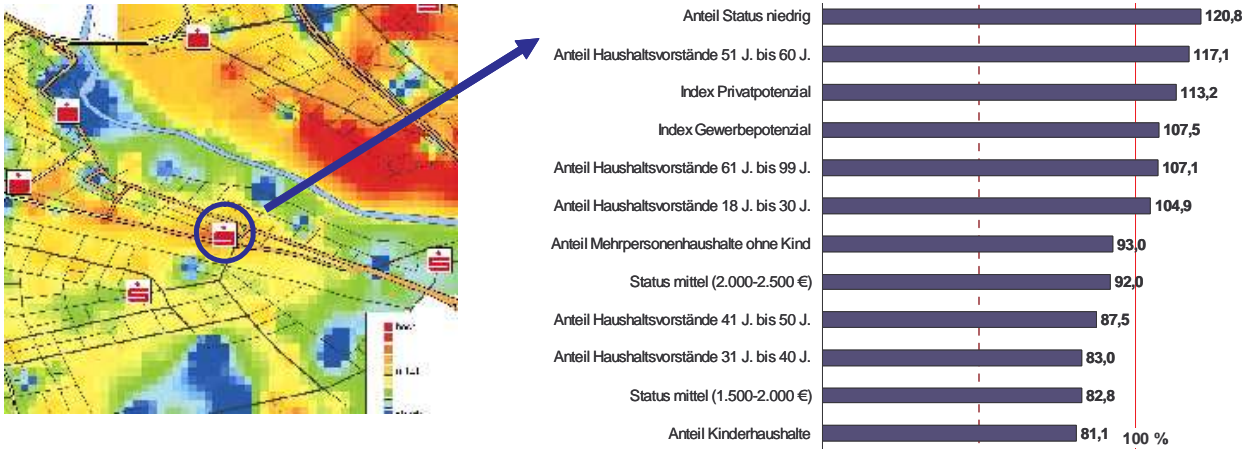 Anteil Status niedrig
120,8
Anteil Haushaltsvorstände 51 J. bis 60 J.
117,1
Index Privatpotenzial
113,2
Index Gewerbepotenzial
107,5
Anteil Haushaltsvorstände 61 J. bis 99 J.
107,1
Anteil Haushaltsvorstände 18 J. bis 30 J.
104,9
Anteil Mehrpersonenhaushalte ohne Kind
93,0
Status mittel (2.000-2.500 €)
92,0
Anteil Haushaltsvorstände 41 J. bis 50 J.
87,5
Anteil Haushaltsvorstände 31 J. bis 40 J.
83,0
Status mittel (1.500-2.000 €)
82,8
Anteil Kinderhaushalte
81,1
100 %